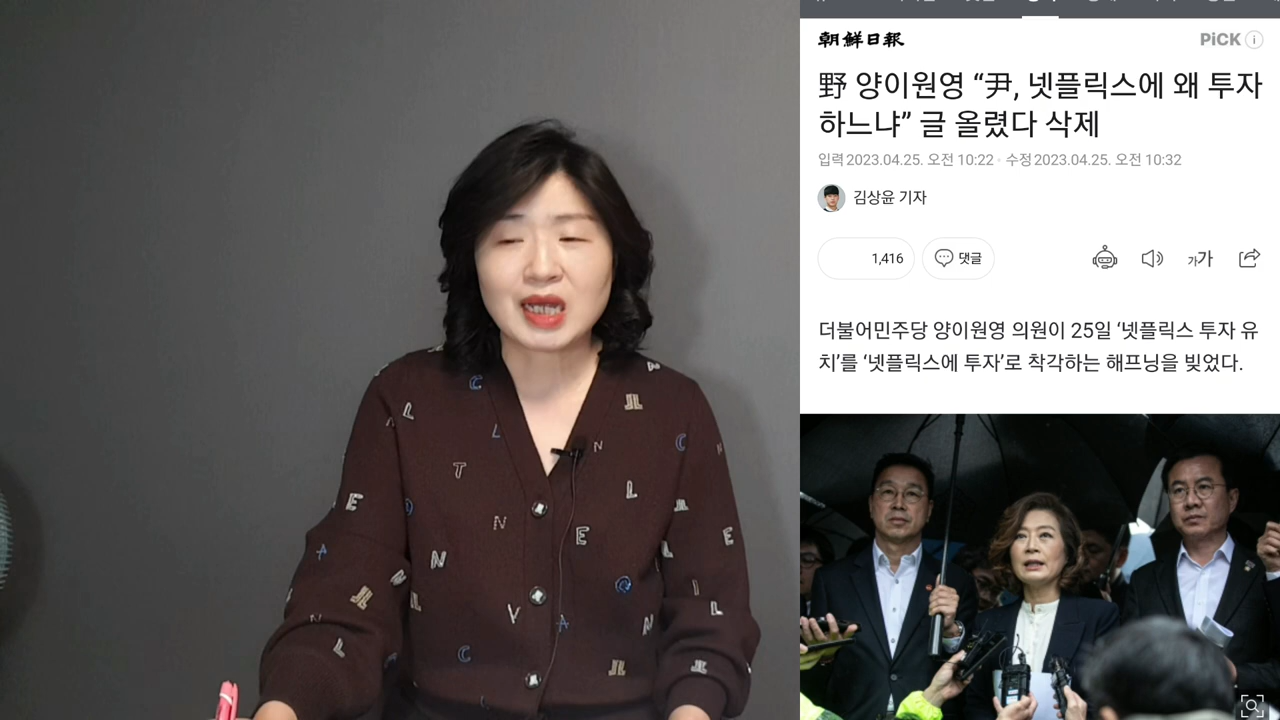 朝鮮日報
PiCK
野 양이원영 “尹, 넷플릭스에 왜 투자
하느냐” 글 올렸다 삭제
입력 2023.04.25. 오전 10:22 · 수정 2023.04.25. 오전 10:32
김상윤 기자
1,416
댓글
가가
더불어민주당 양이원영 의원이 25일 ‘넷플릭스 투자 유
치’를 ‘넷플릭스에 투자’로 착각하는 해프닝을 빚었다.